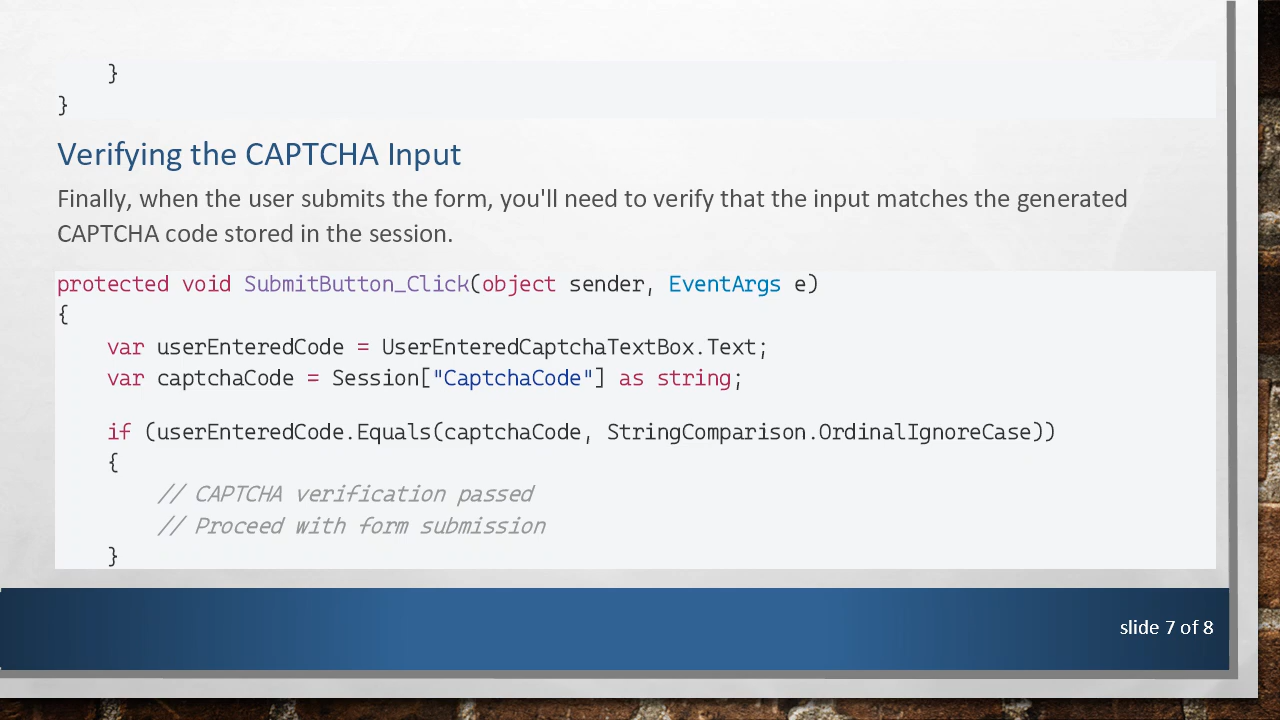 }
}
Verifying the CAPTCHA Input
Finally, when the user submits the form, you'll need to verify that the input matches the generated
CAPTCHA code stored in the session.
protected void SubmitButton_Click(object sender, EventArgs e)
{
    var userEnteredCode = UserEnteredCaptchaTextBox.Text;
    var captchaCode = Session["CaptchaCode"] as string;
    if (userEnteredCode.Equals(captchaCode, StringComparison.OrdinalIgnoreCase))
    {
        // CAPTCHA verification passed
        // Proceed with form submission
    }
slide 7 of 8